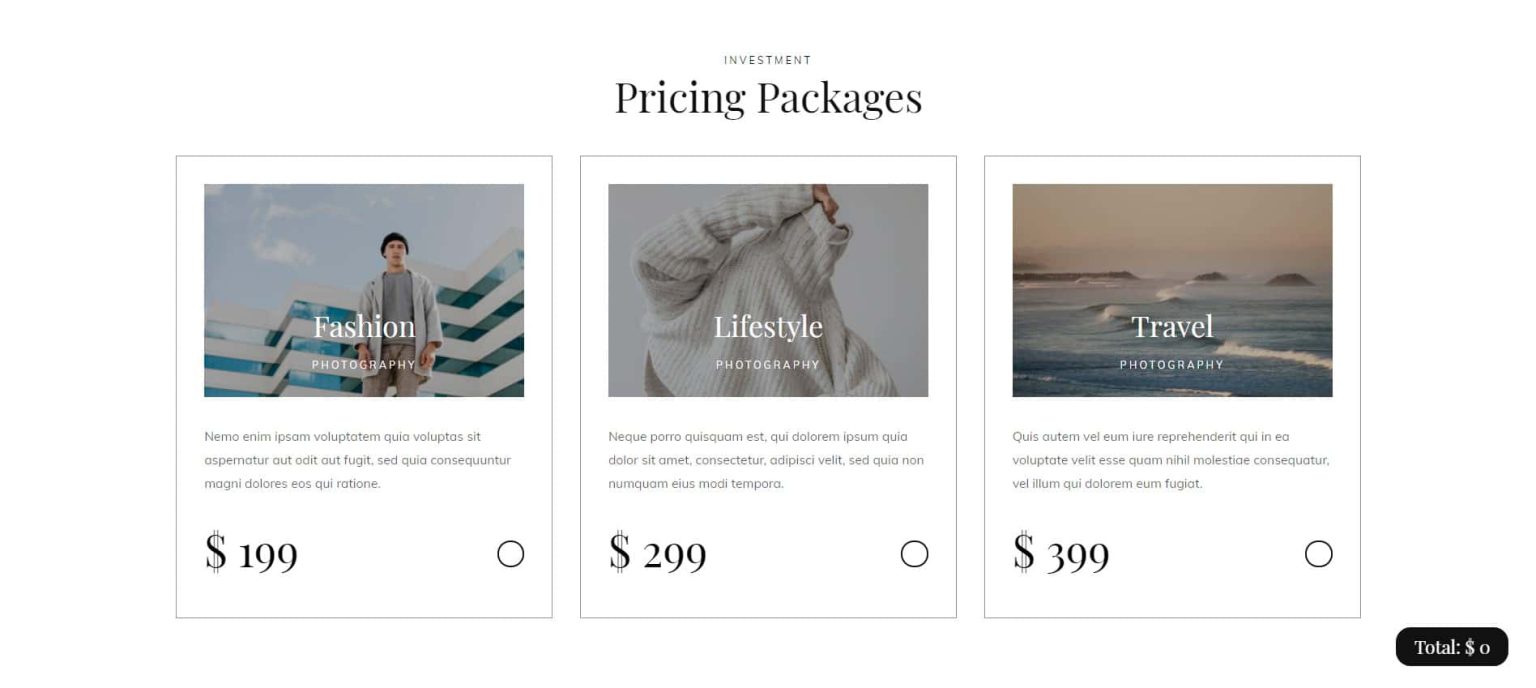 INVESTMENT
Pricing Packages
Fashion
PHOTOGRAPHY
Nemo enim ipsam voluptatem quia voluptas sit
aspernatur aut odit aut fugit, sed quia consequuntur
magni dolores eos qui ratione.
$ 199
Lifestyle
PHOTOGRAPHY
Neque porro quisquam est, qui dolorem ipsum quia
dolor sit amet, consectetur, adipisci velit, sed quia non
numquam eius modi tempora.
$ 299
Travel
PHOTOGRAPHY
Quis autem vel eum iure reprehenderit qui in ea
voluptate velit esse quam nihil molestiae consequatur,
vel illum qui dolorem eum fugiat.
$ 399
Total: $ 0